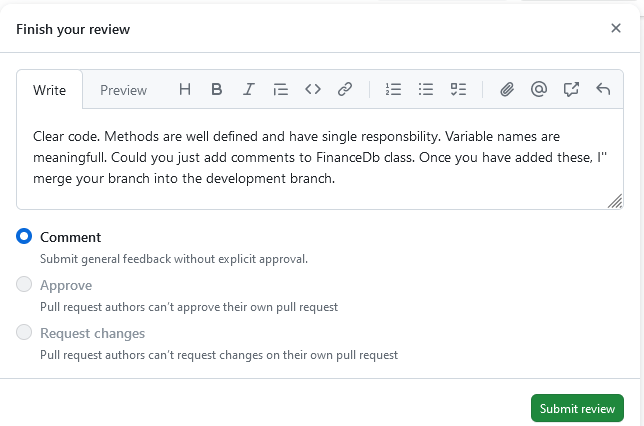 Finish your review
Write Preview H B I
Clear code. Methods are well defined and have single responsbility. Variable names are
meaningfull. Could you just add comments to FinanceDb class. Once you have added these, I"
merge your branch into the development branch.
Comment
Submit general feedback without explicit approval.
Approve
Pull request authors can't approve their own pull request
Request changes
Pull request authors can't request changes on their own pull request
Submit review